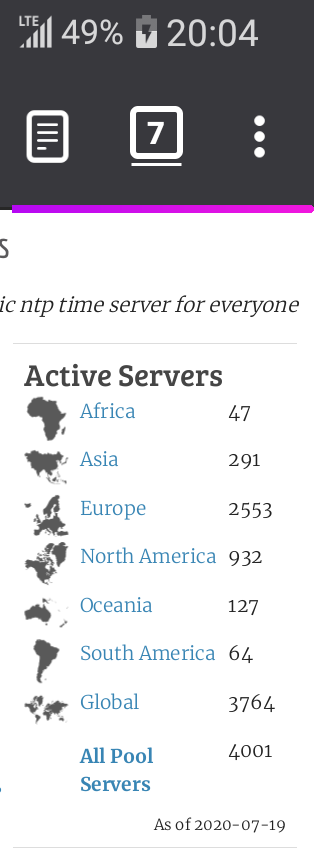 LTE 49% 20:04
7
s
ic ntp time server for everyone
Active Servers
Africa 47
Asia 291
Europe 2553
North America 932
Oceania 127
South America 64
Global 3764
All Pool 4001
Servers
As of 2020-07-19